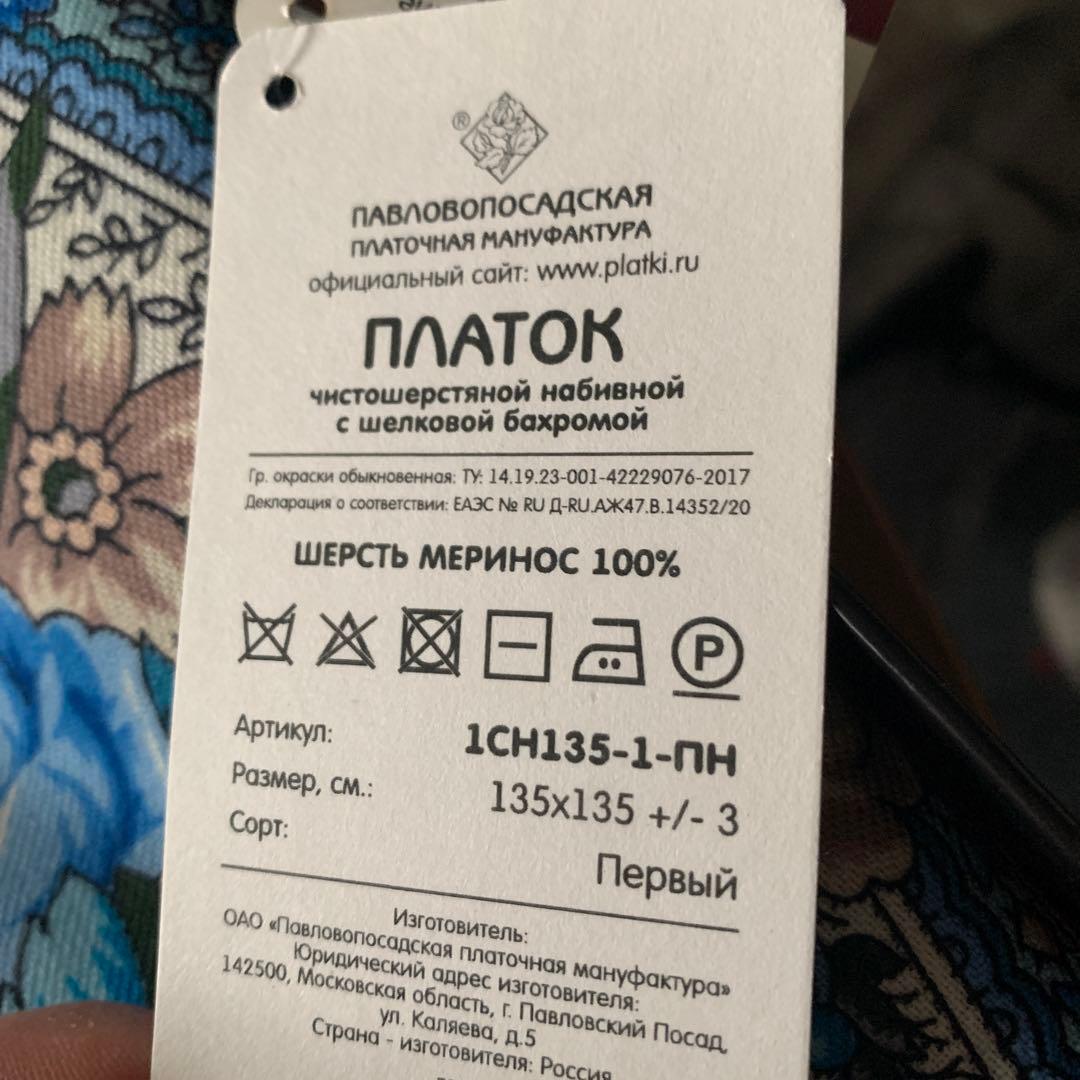 ®
ПАВЛОВОПОСАДСКАЯ
ПЛАТОЧНАЯ МАНУФАКТУРА
официальный сайт: www.platki.ru
ПЛАТОК
чистошерстяной набивной
с шелковой бахромой
Гр. окраски обыкновенная: ТУ: 14.19.23-001-42229076-2017
Декларация о соответствии: ЕАЭС № RU Д-RU.АЖ47.В.14352/20
ШЕРСТЬ МЕРИНОС 100%
P
Артикул: 1СН135-1-ПН
Размер, см.: 135х135 +/- 3
Сорт: Первый
Изготовитель:
ОАО «Павловопосадская платочная мануфактура»
Юридический адрес изготовителя:
142500, Московская область, г. Павловский Посад,
ул. Каляева, д.5
Страна - изготовителя: Россия